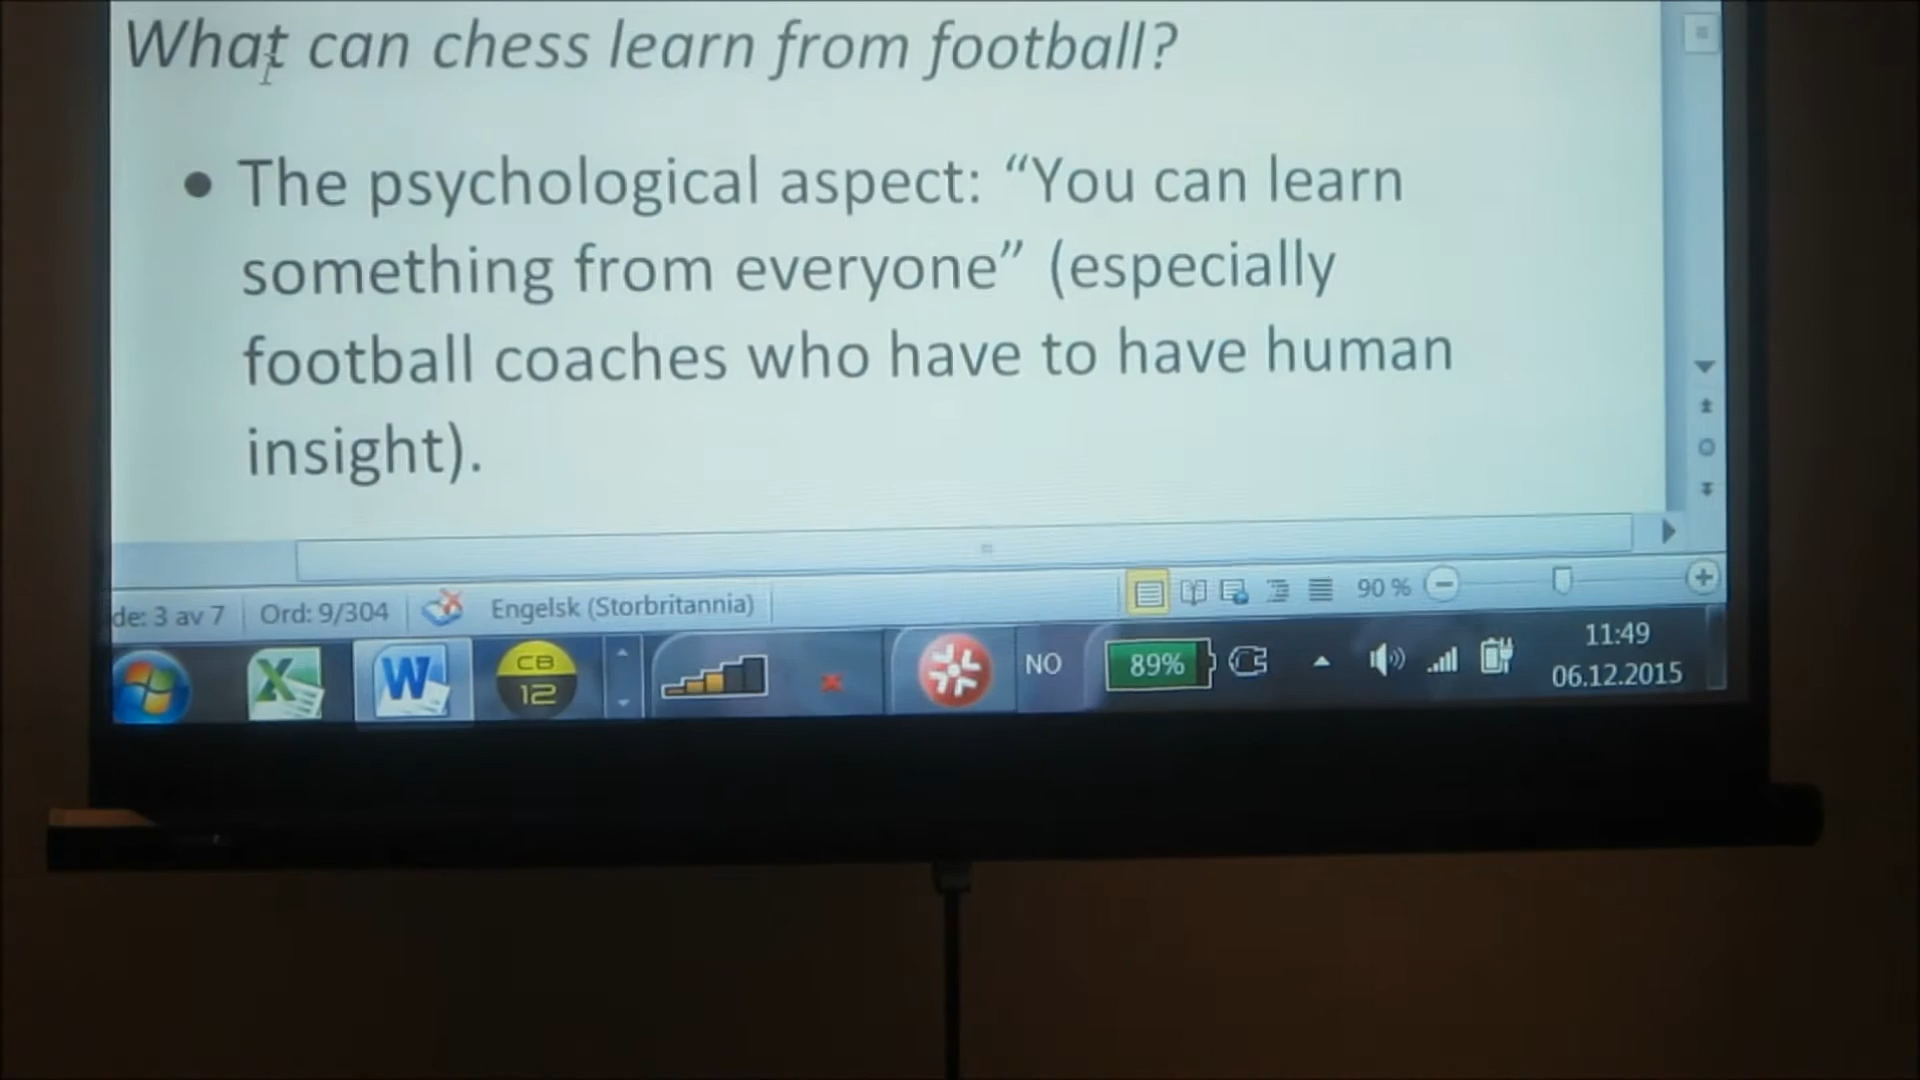 What can chess learn from football?
• The psychological aspect: “You can learn
something from everyone” (especially
football coaches who have to have human
insight).
de: 3 av 7 Ord: 9/304 Engelsk (Storbritannia) 90 %
CB
12
NO 89% 11:49
06.12.2015